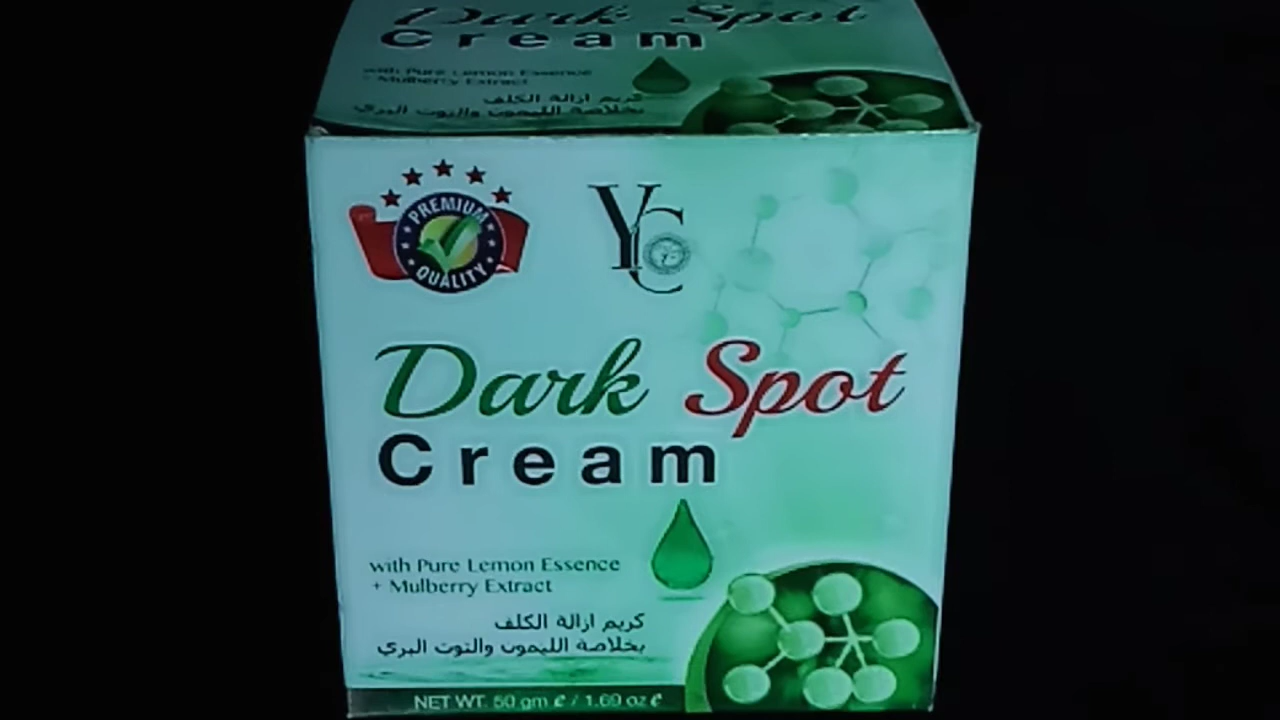 Dark Spot
Cream
with Pure Lemon Essence
+ Mulberry Extract
كريم ازالة الكلف
بخلاصة الليمون والتوت البري
PREMIUM
QUALITY
YC
Dark Spot
Cream
with Pure Lemon Essence
+ Mulberry Extract
كريم ازالة الكلف
بخلاصة الليمون والتوت البري
NET WT. 50 gm e / 1.69 oz e